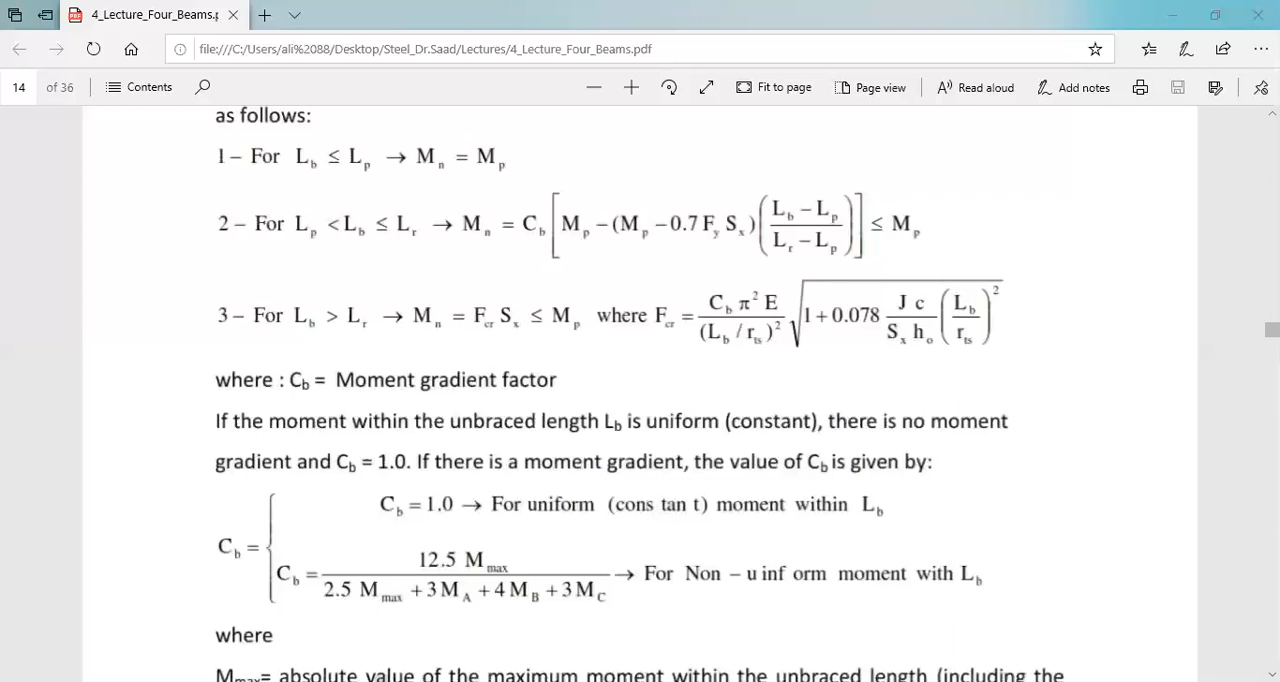 4_Lecture_Four_Beams.p
file:///C:/Users/ali%2088/Desktop/Steel_Dr.Saad/Lectures/4_Lecture_Four_Beams.pdf
14 of 36 Contents Fit to page Page view Read aloud Add notes
as follows:
1 – For L_b ≤ L_p → M_n = M_p
2 – For L_p < L_b ≤ L_r → M_n = C_b [ M_p – (M_p – 0.7 F_y S_x) ( (L_b – L_p) / (L_r – L_p) ) ] ≤ M_p
3 – For L_b > L_r → M_n = F_cr S_x ≤ M_p where F_cr = (C_b π² E) / (L_b / r_ts)² √(1 + 0.078 (J c) / (S_x h_o) (L_b / r_ts)²)
where : C_b = Moment gradient factor
If the moment within the unbraced length L_b is uniform (constant), there is no moment
gradient and C_b = 1.0. If there is a moment gradient, the value of C_b is given by:
C_b = { C_b = 1.0 → For uniform (cons tan t) moment within L_b
C_b = (12.5 M_max) / (2.5 M_max + 3 M_A + 4 M_B + 3 M_C) → For Non – u inf orm moment with L_b
where
M_max= absolute value of the maximum moment within the unbraced length (including the